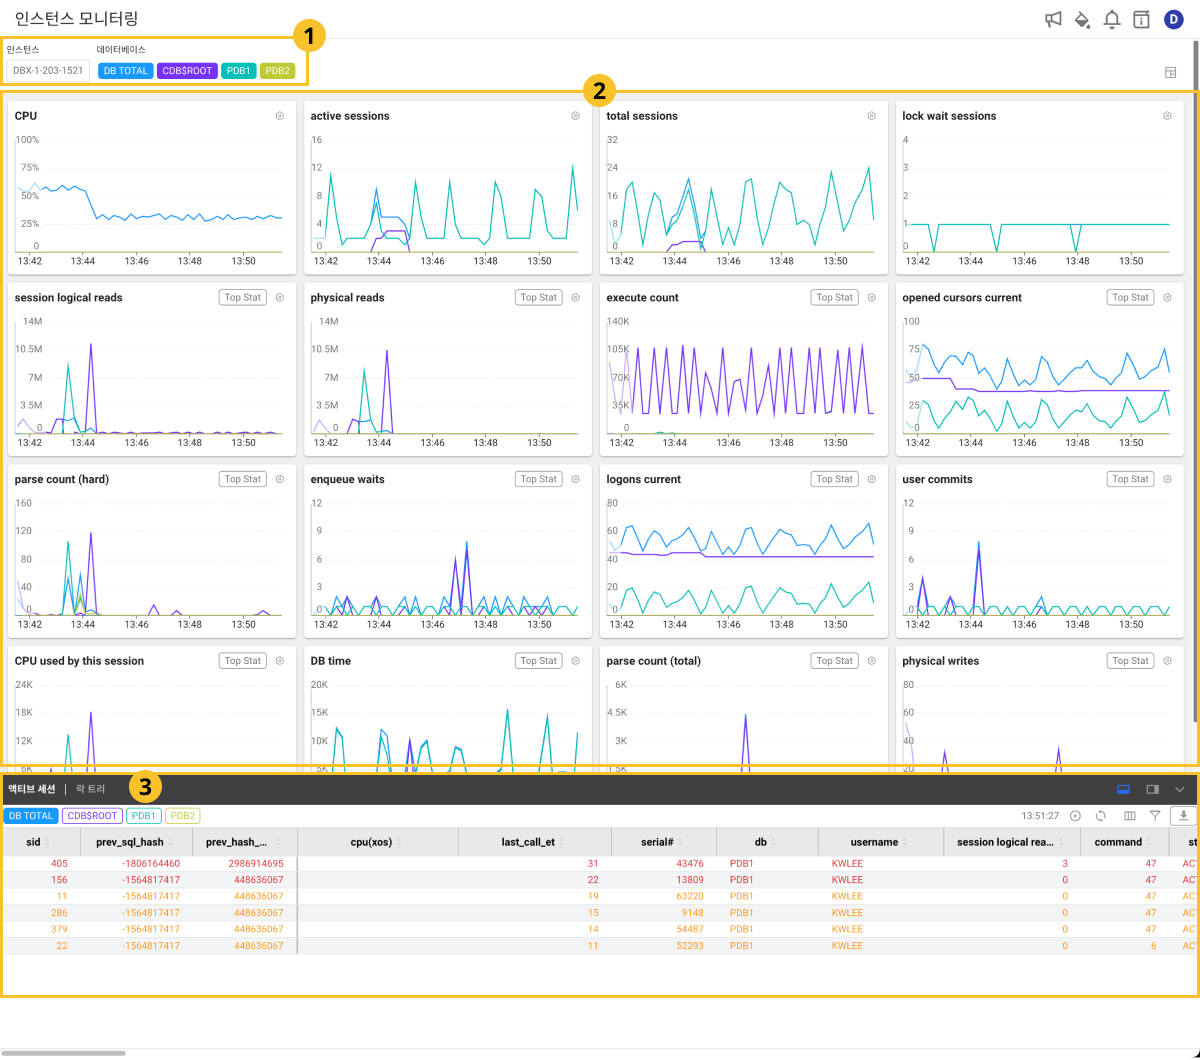 인스턴스 모니터링
D
1
인스턴스 데이터베이스
DBX-1-203-1521 DB TOTAL CDB$ROOT PDB1 PDB2
2
CPU
100%
75%
50%
25%
0
13:42 13:44 13:46 13:48 13:50
active sessions
16
12
8
4
0
13:42 13:44 13:46 13:48 13:50
total sessions
32
24
16
8
0
13:42 13:44 13:46 13:48 13:50
lock wait sessions
4
3
2
1
0
13:42 13:44 13:46 13:48 13:50
session logical reads Top Stat
14M
10.5M
7M
3.5M
0
13:42 13:44 13:46 13:48 13:50
physical reads Top Stat
14M
10.5M
7M
3.5M
0
13:42 13:44 13:46 13:48 13:50
execute count Top Stat
140K
105K
70K
35K
0
13:42 13:44 13:46 13:48 13:50
opened cursors current Top Stat
100
75
50
25
0
13:42 13:44 13:46 13:48 13:50
parse count (hard) Top Stat
160
120
80
40
0
13:42 13:44 13:46 13:48 13:50
enqueue waits Top Stat
12
9
6
3
0
13:42 13:44 13:46 13:48 13:50
logons current Top Stat
80
60
40
20
0
13:42 13:44 13:46 13:48 13:50
user commits Top Stat
12
9
6
3
0
13:42 13:44 13:46 13:48 13:50
CPU used by this session Top Stat
24K
18K
12K
6K
DB time Top Stat
20K
15K
10K
5K
parse count (total) Top Stat
6K
4.5K
3K
1.5K
physical writes Top Stat
80
60
40
20
액티브 세션 | 락 트리
3
DB TOTAL CDB$ROOT PDB1 PDB2 13:51:27
sid prev_sql_hash prev_hash_... cpu(xos) last_call_et serial# db username session logical rea... command st
405 -1806164460 2986914695 31 43476 PDB1 KWLEE 3 47 AC
156 -1564817417 448636067 22 13809 PDB1 KWLEE 0 47 AC
11 -1564817417 448636067 19 63220 PDB1 KWLEE 0 47 AC
286 -1564817417 448636067 15 9148 PDB1 KWLEE 0 47 AC
379 -1564817417 448636067 14 54487 PDB1 KWLEE 0 47 AC
22 -1564817417 448636067 11 52293 PDB1 KWLEE 0 6 AC